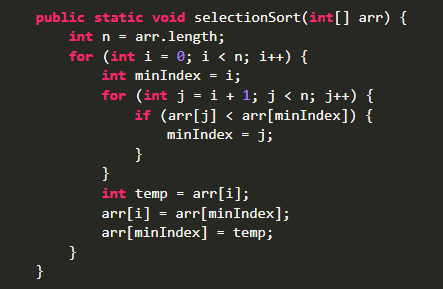 public static void selectionSort(int[] arr) {
    int n = arr.length;
    for (int i = 0; i < n; i++) {
        int minIndex = i;
        for (int j = i + 1; j < n; j++) {
            if (arr[j] < arr[minIndex]) {
                minIndex = j;
            }
        }
        int temp = arr[i];
        arr[i] = arr[minIndex];
        arr[minIndex] = temp;
    }
}